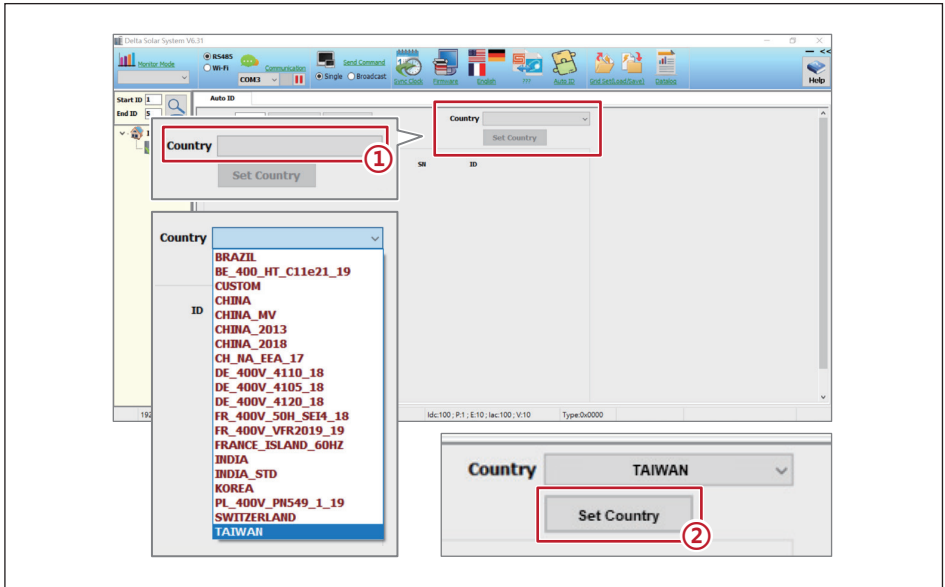 Delta Solar System V6.31
Monitor Mode
RS485
Wi-Fi
Communication
COM3
Send Command
Single
Broadcast
Sync Clock
Firmware
English
???
Auto ID
Grid Set(Load/Save)
Datalog
<<
Help
Start ID 1
End ID 5
Auto ID
Country
Set Country
SN ID
Country
①
Set Country
Country
ID
BRAZIL
BE_400_HT_C11e21_19
CUSTOM
CHINA
CHINA_MV
CHINA_2013
CHINA_2018
CH_NA_EEA_17
DE_400V_4110_18
DE_400V_4105_18
DE_400V_4120_18
FR_400V_50H_SEI4_18
FR_400V_VFR2019_19
FRANCE_ISLAND_60HZ
INDIA
INDIA_STD
KOREA
PL_400V_PN549_1_19
SWITZERLAND
TAIWAN
Idc:100 ; P:1 ; E:10 ; Iac:100 ; V:10 Type:0x0000
Country TAIWAN
Set Country
②